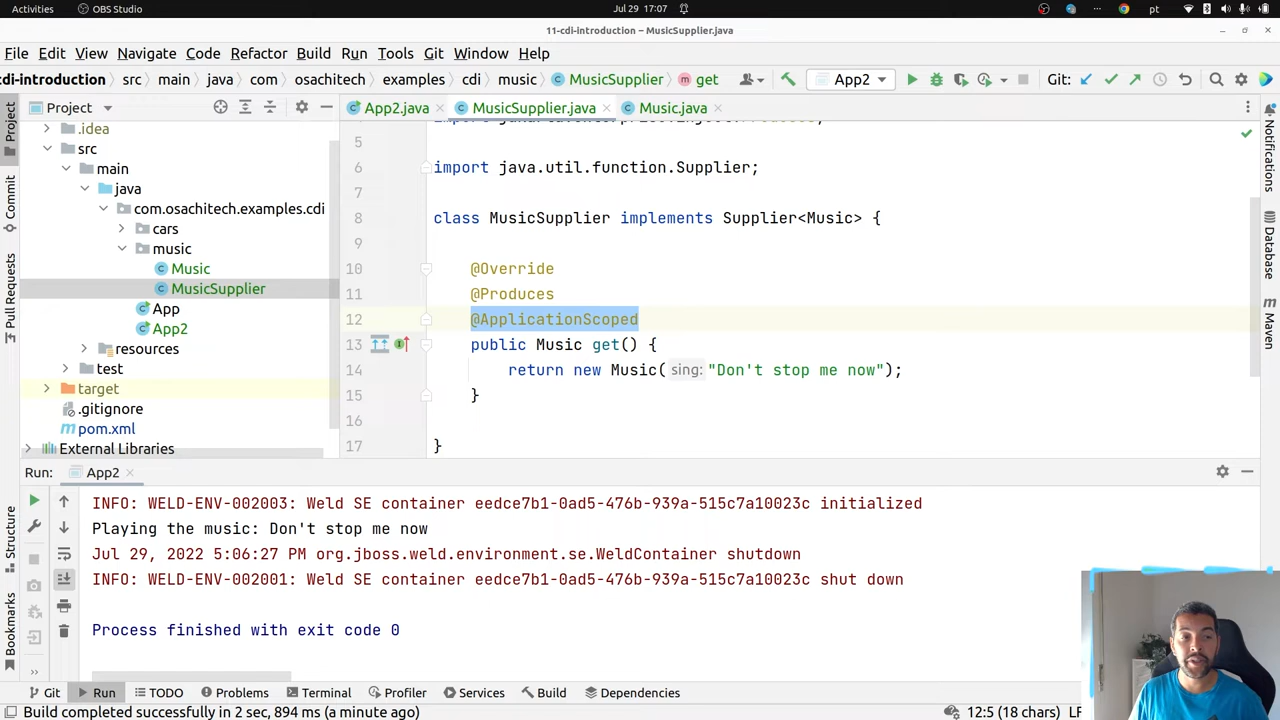 Activities
OBS Studio
Jul 29 17:07
pt
11-cdi-introduction – MusicSupplier.java
File Edit View Navigate Code Refactor Build Run Tools Git Window Help
cdi-introduction src main java com osachitech examples cdi music MusicSupplier get
App2
Git:
Project
App2.java
MusicSupplier.java
Music.java
.idea
src
main
java
com.osachitech.examples.cdi
cars
music
Music
MusicSupplier
App
App2
resources
test
target
.gitignore
pom.xml
External Libraries
Project
Commit
Pull Requests
Structure
Bookmarks
5
6 import java.util.function.Supplier;
7
8 class MusicSupplier implements Supplier<Music> {
9
10 @Override
11 @Produces
12 @ApplicationScoped
13 public Music get() {
14 return new Music( sing: "Don't stop me now");
15 }
16
17 }
Notifications
Database
Maven
Run: App2
INFO: WELD-ENV-002003: Weld SE container eedce7b1-0ad5-476b-939a-515c7a10023c initialized
Playing the music: Don't stop me now
Jul 29, 2022 5:06:27 PM org.jboss.weld.environment.se.WeldContainer shutdown
INFO: WELD-ENV-002001: Weld SE container eedce7b1-0ad5-476b-939a-515c7a10023c shut down
Process finished with exit code 0
Git Run TODO Problems Terminal Profiler Services Build Dependencies
Build completed successfully in 2 sec, 894 ms (a minute ago)
12:5 (18 chars) LF